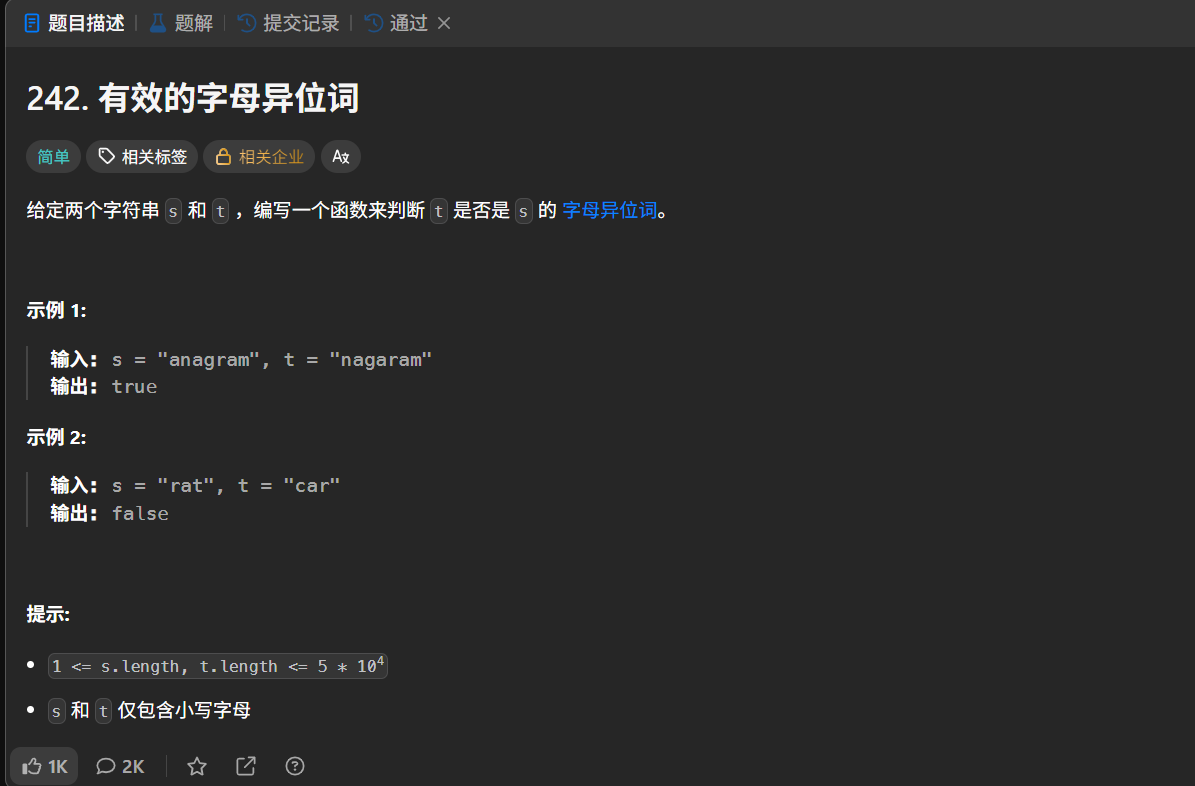 题目描述 题解 提交记录 通过
242. 有效的字母异位词
简单 相关标签 相关企业
给定两个字符串 s 和 t ，编写一个函数来判断 t 是否是 s 的 字母异位词。
示例 1:
输入: s = "anagram", t = "nagaram"
输出: true
示例 2:
输入: s = "rat", t = "car"
输出: false
提示:
1 <= s.length, t.length <= 5 * 10⁴
s 和 t 仅包含小写字母
1K 2K